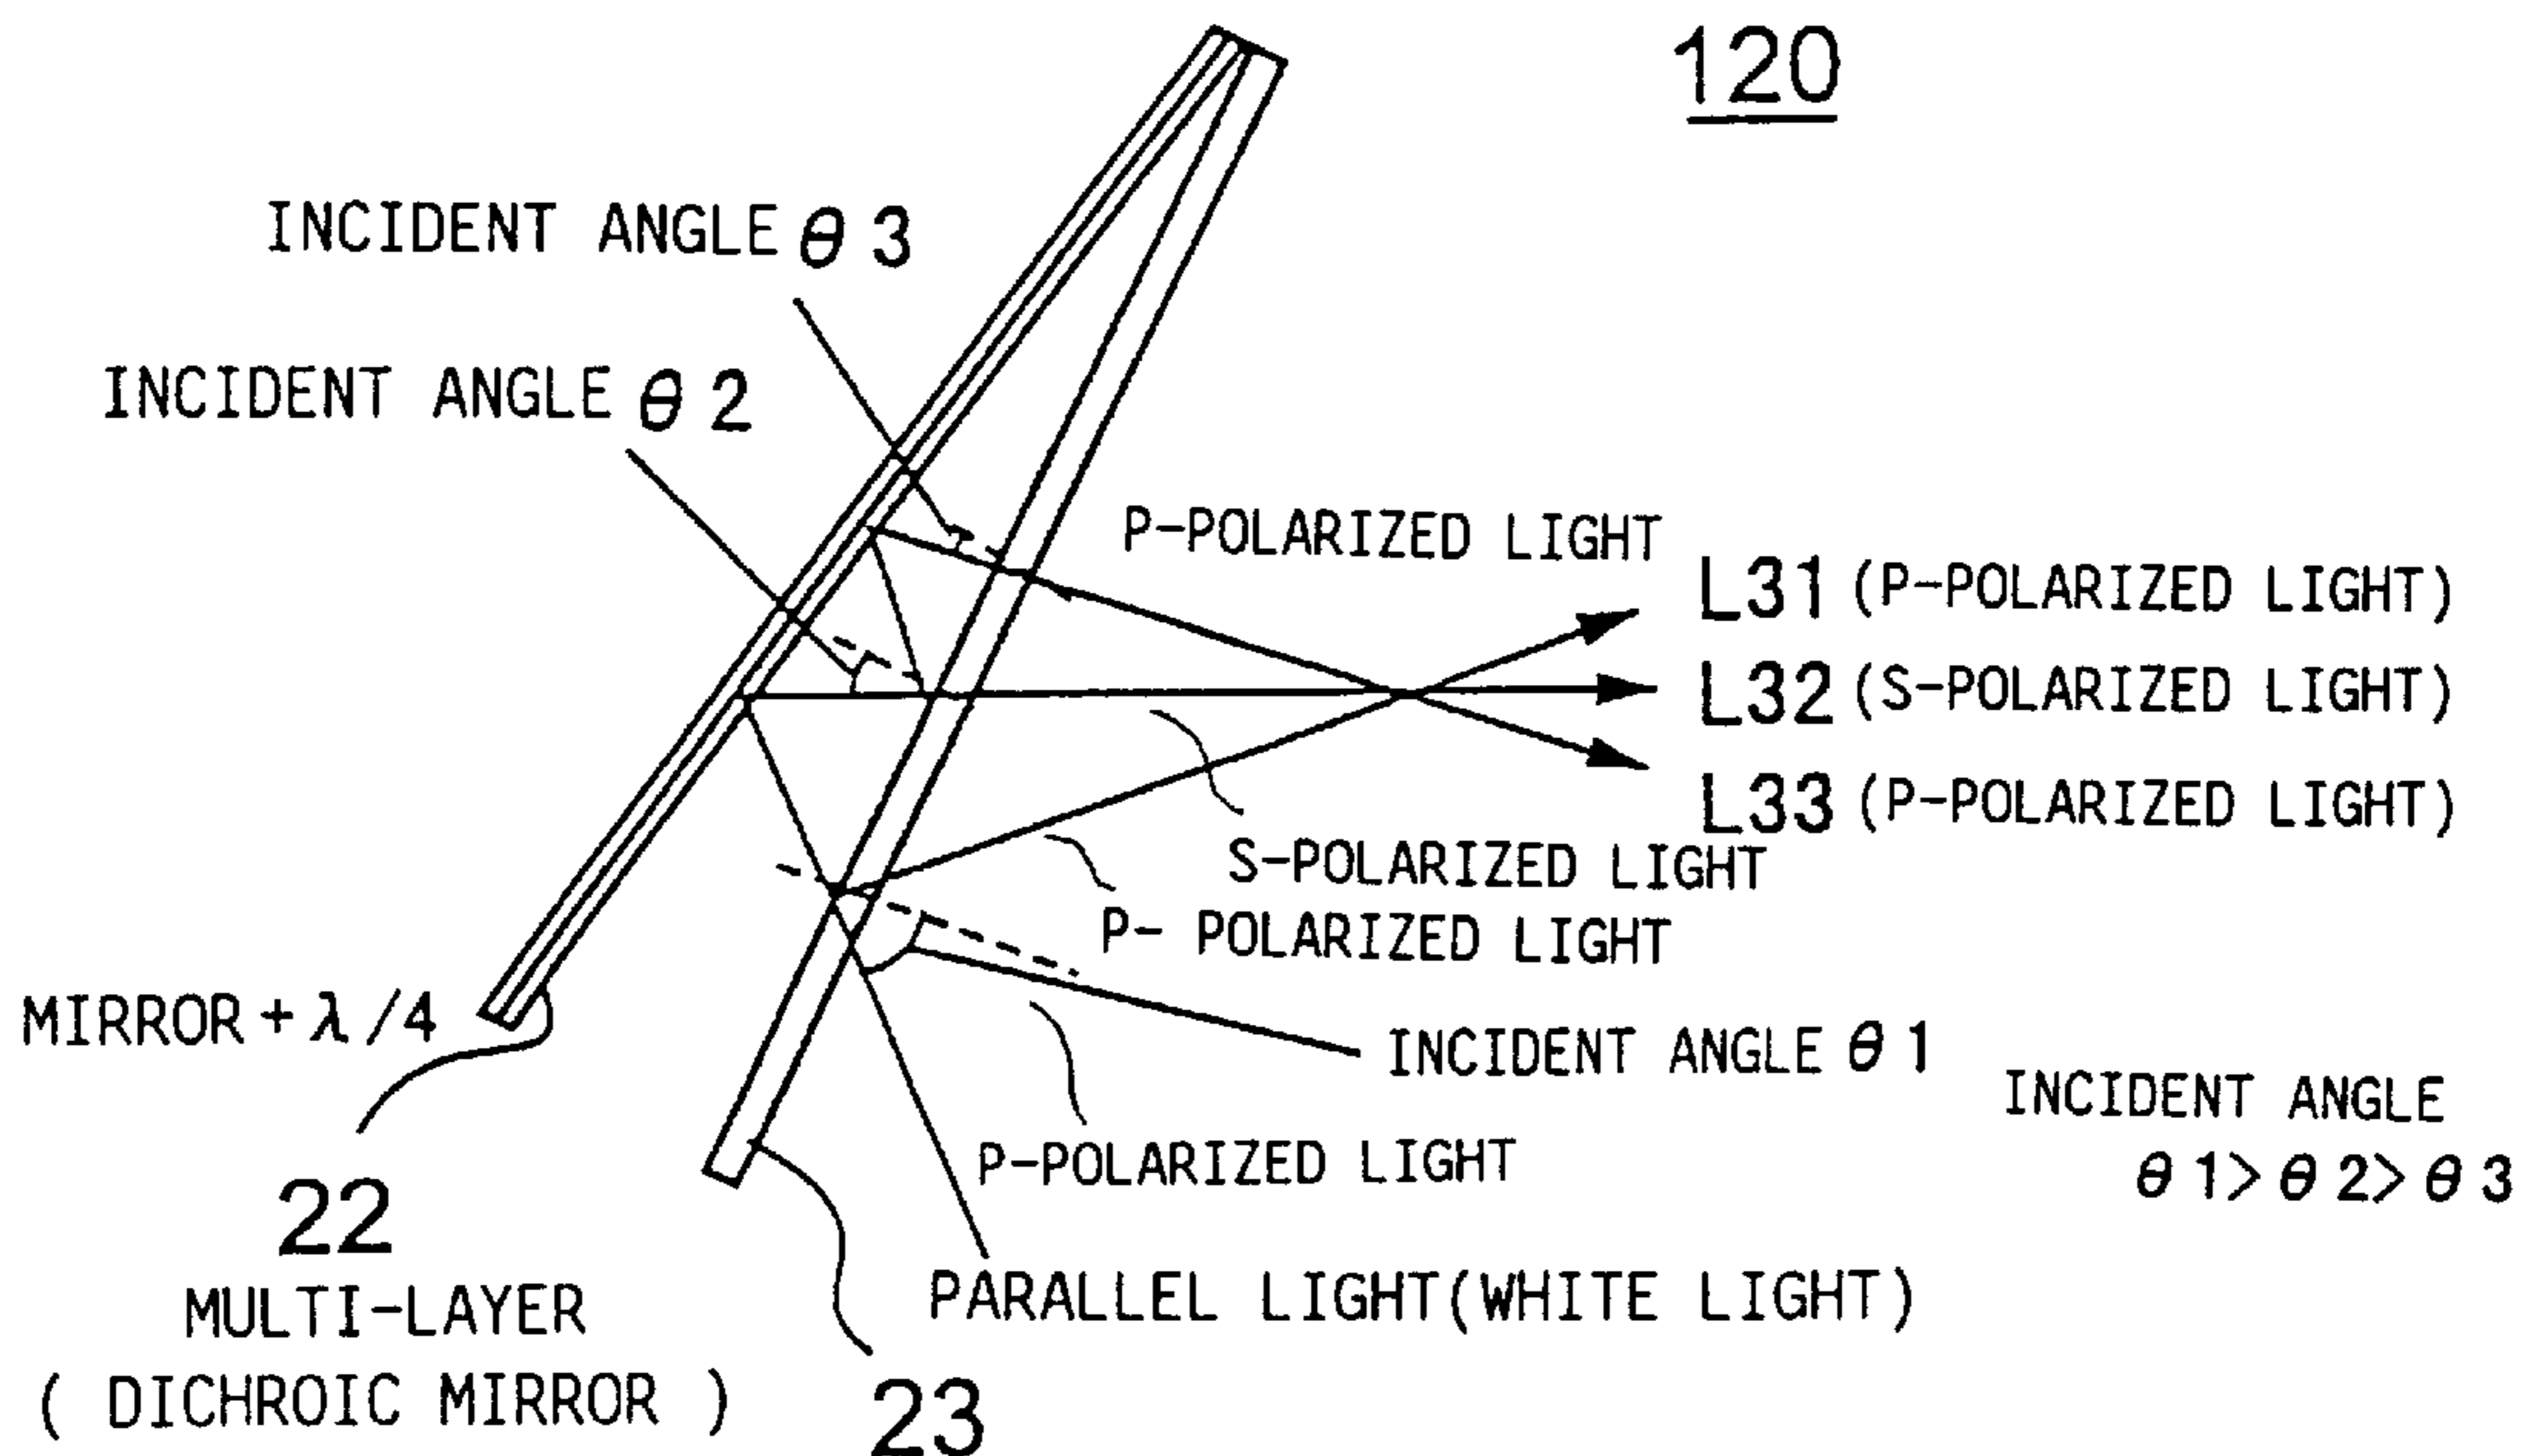 120
INCIDENT ANGLE θ3
INCIDENT ANGLE θ2
P-POLARIZED LIGHT
L31 (P-POLARIZED LIGHT)
L32 (S-POLARIZED LIGHT)
L33 (P-POLARIZED LIGHT)
S-POLARIZED LIGHT
P- POLARIZED LIGHT
MIRROR + λ/4
INCIDENT ANGLE θ1
INCIDENT ANGLE
θ1> θ2> θ3
P-POLARIZED LIGHT
22
PARALLEL LIGHT(WHITE LIGHT)
MULTI-LAYER
( DICHROIC MIRROR )
23